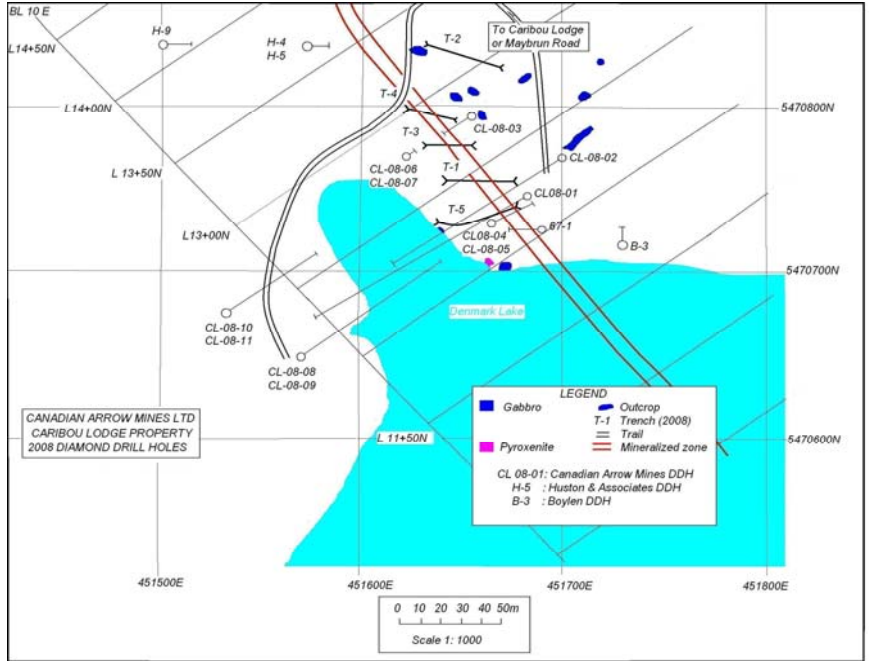 BL 10 E
L14+50N
H-9
H-4
H-5
T-2
To Caribou Lodge
or Maybrun Road
L14+00N
T-4
5470800N
CL-08-03
T-3
CL-08-02
CL-08-06
CL-08-07
T-1
L 13+50N
CL08-01
T-5
L13+00N
CL08-04
CL-08-05
87-1
B-3
5470700N
Denmark Lake
CL-08-10
CL-08-11
CL-08-08
CL-08-09
CANADIAN ARROW MINES LTD
CARIBOU LODGE PROPERTY
2008 DIAMOND DRILL HOLES
L 11+50N
LEGEND
Gabbro
Outcrop
T-1 Trench (2008)
Trail
Pyroxenite
Mineralized zone
5470600N
CL 08-01: Canadian Arrow Mines DDH
H-5 : Huston & Associates DDH
B-3 : Boylen DDH
451500E
451600E
451700E
451800E
0 10 20 30 40 50m
Scale 1: 1000